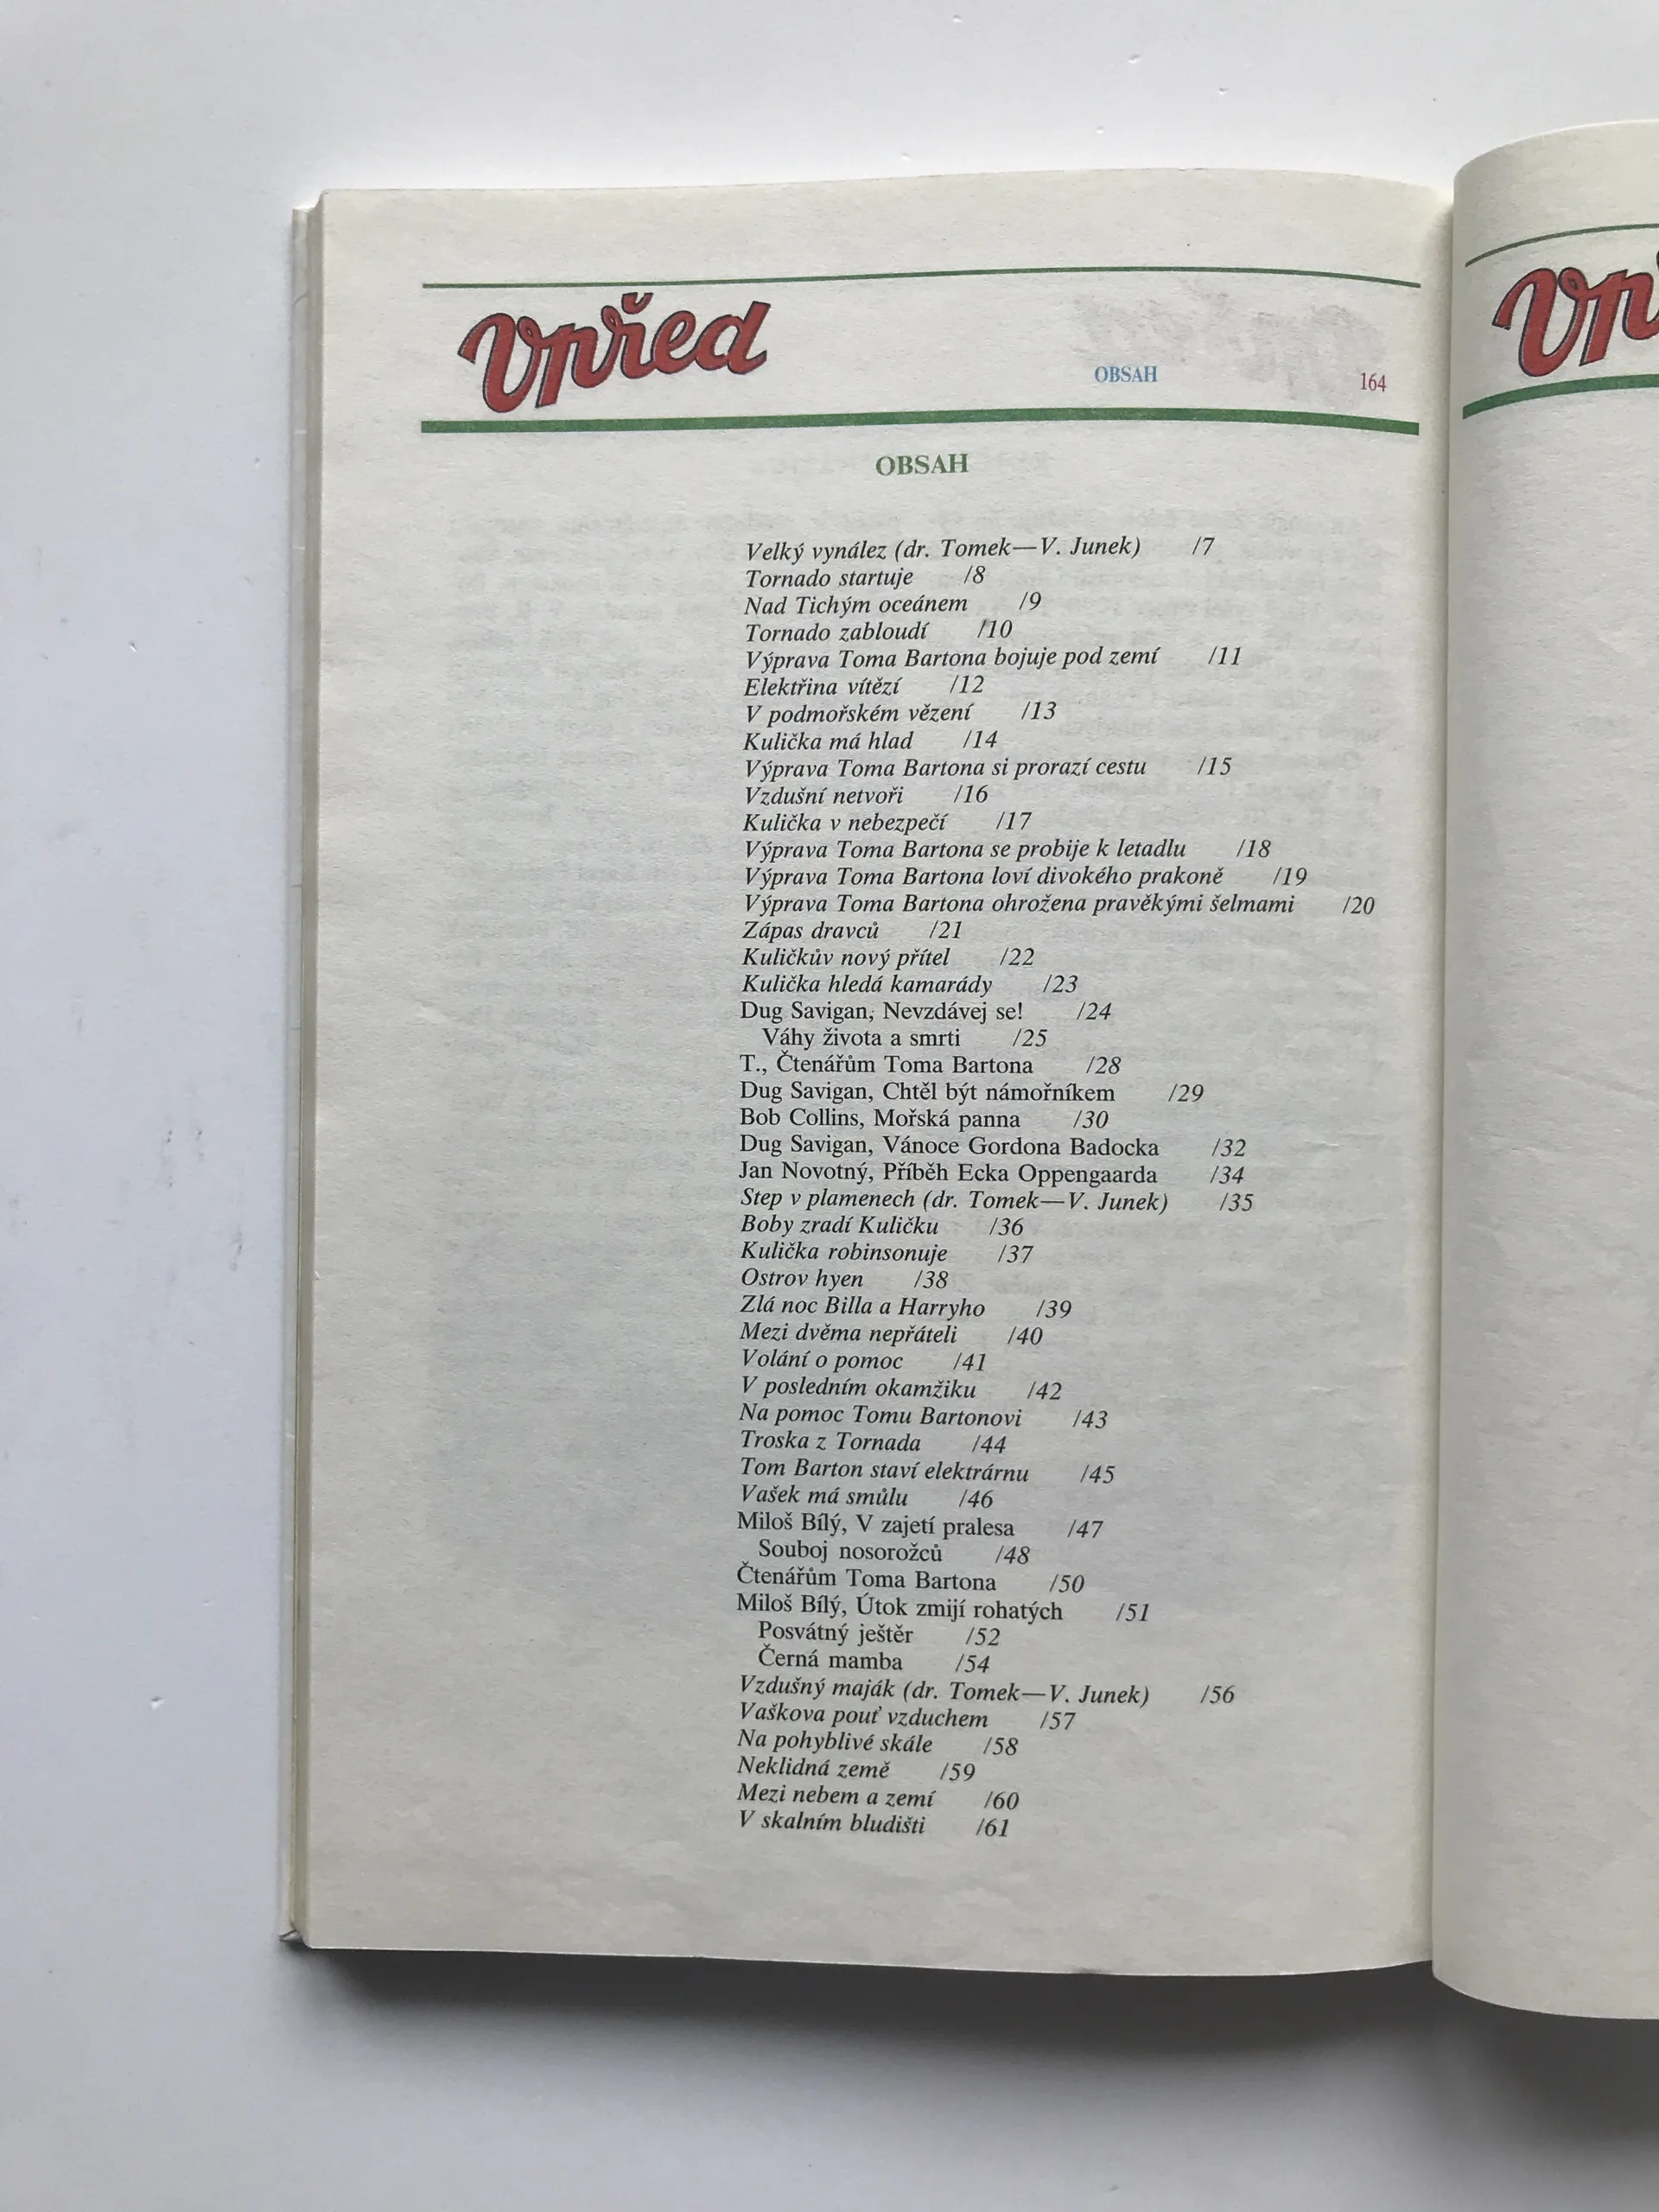 Vpřed
OBSAH 164
OBSAH
Velký vynález (dr. Tomek—V. Junek) /7
Tornado startuje /8
Nad Tichým oceánem /9
Tornado zabloudí /10
Výprava Toma Bartona bojuje pod zemí /11
Elektřina vítězí /12
V podmořském vězení /13
Kulička má hlad /14
Výprava Toma Bartona si prorazí cestu /15
Vzdušní netvoři /16
Kulička v nebezpečí /17
Výprava Toma Bartona se probije k letadlu /18
Výprava Toma Bartona loví divokého prakoně /19
Výprava Toma Bartona ohrožena pravěkými šelmami /20
Zápas dravců /21
Kuličkův nový přítel /22
Kulička hledá kamarády /23
Dug Savigan, Nevzdávej se! /24
Váhy života a smrti /25
T., Čtenářům Toma Bartona /28
Dug Savigan, Chtěl být námořníkem /29
Bob Collins, Mořská panna /30
Dug Savigan, Vánoce Gordona Badocka /32
Jan Novotný, Příběh Ecka Oppengaarda /34
Step v plamenech (dr. Tomek—V. Junek) /35
Boby zradí Kuličku /36
Kulička robinsonuje /37
Ostrov hyen /38
Zlá noc Billa a Harryho /39
Mezi dvěma nepřáteli /40
Volání o pomoc /41
V posledním okamžiku /42
Na pomoc Tomu Bartonovi /43
Troska z Tornada /44
Tom Barton staví elektrárnu /45
Vašek má smůlu /46
Miloš Bílý, V zajetí pralesa /47
Souboj nosorožců /48
Čtenářům Toma Bartona /50
Miloš Bílý, Útok zmijí rohatých /51
Posvátný ještěr /52
Černá mamba /54
Vzdušný maják (dr. Tomek—V. Junek) /56
Vaškova pouť vzduchem /57
Na pohyblivé skále /58
Neklidná země /59
Mezi nebem a zemí /60
V skalním bludišti /61